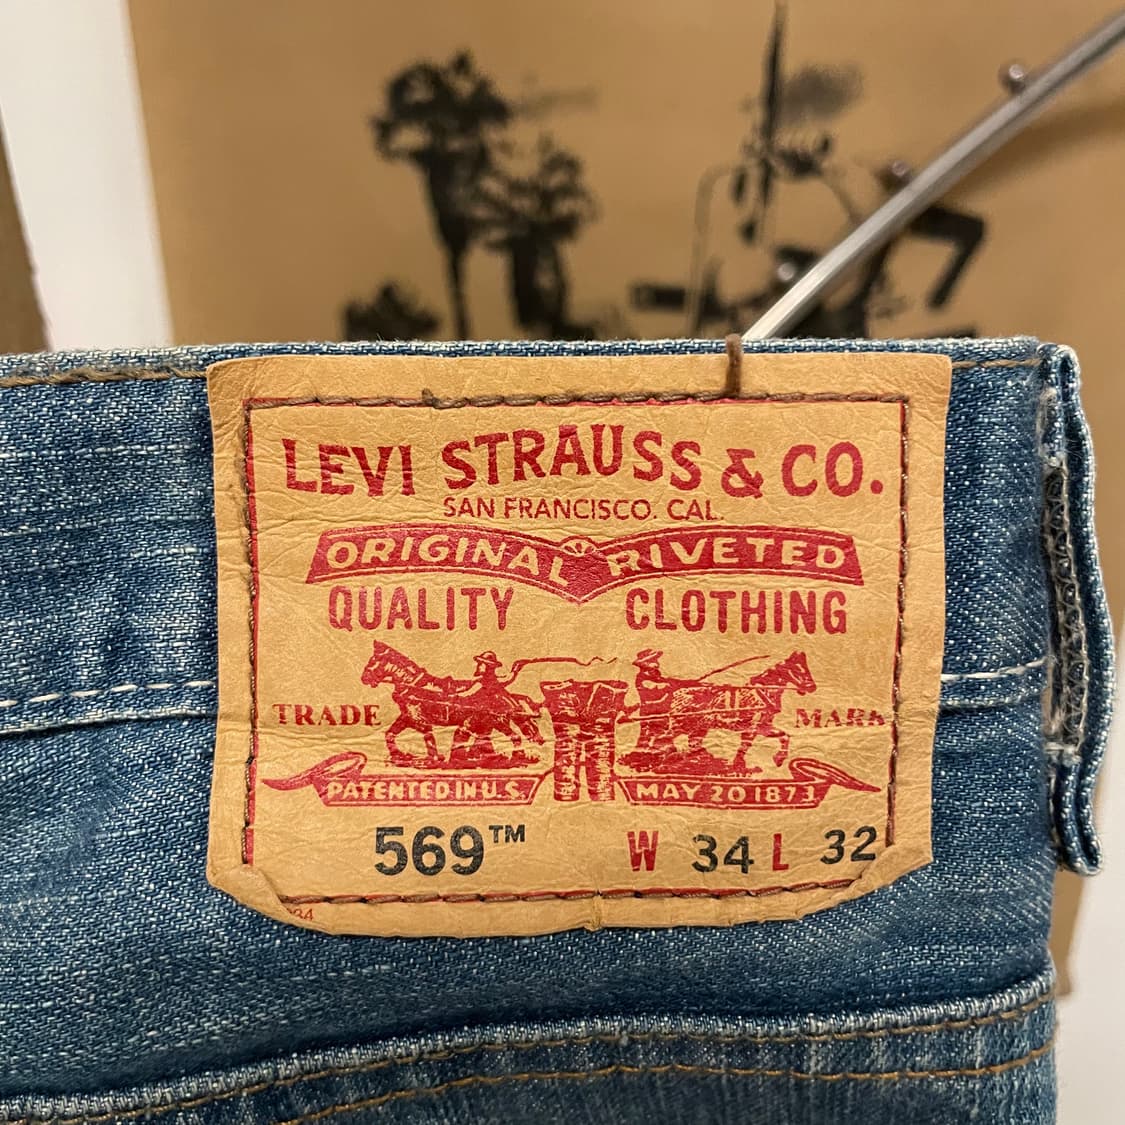 LEVI STRAUSS & CO.
SAN FRANCISCO. CAL.
ORIGINAL RIVETED
QUALITY CLOTHING
TRADE MARK
PATENTED IN U.S. MAY 20 1873
569™ W 34 L 32
34